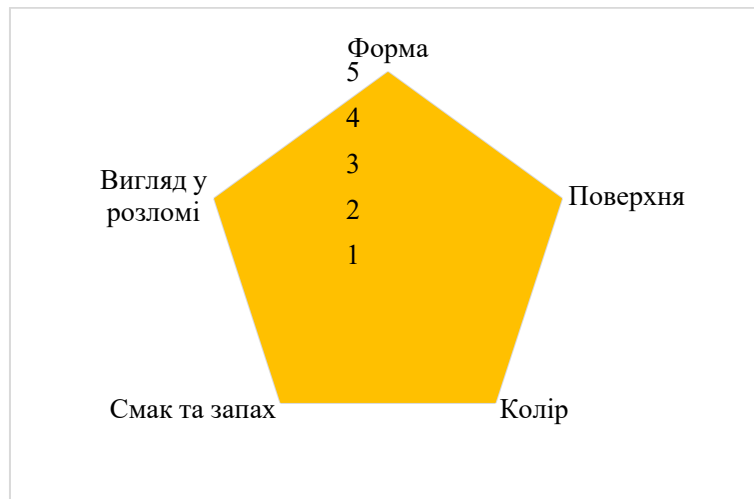 Форма
5
4
3
2
1
Вигляд у
розломі
Поверхня
Смак та запах
Колір